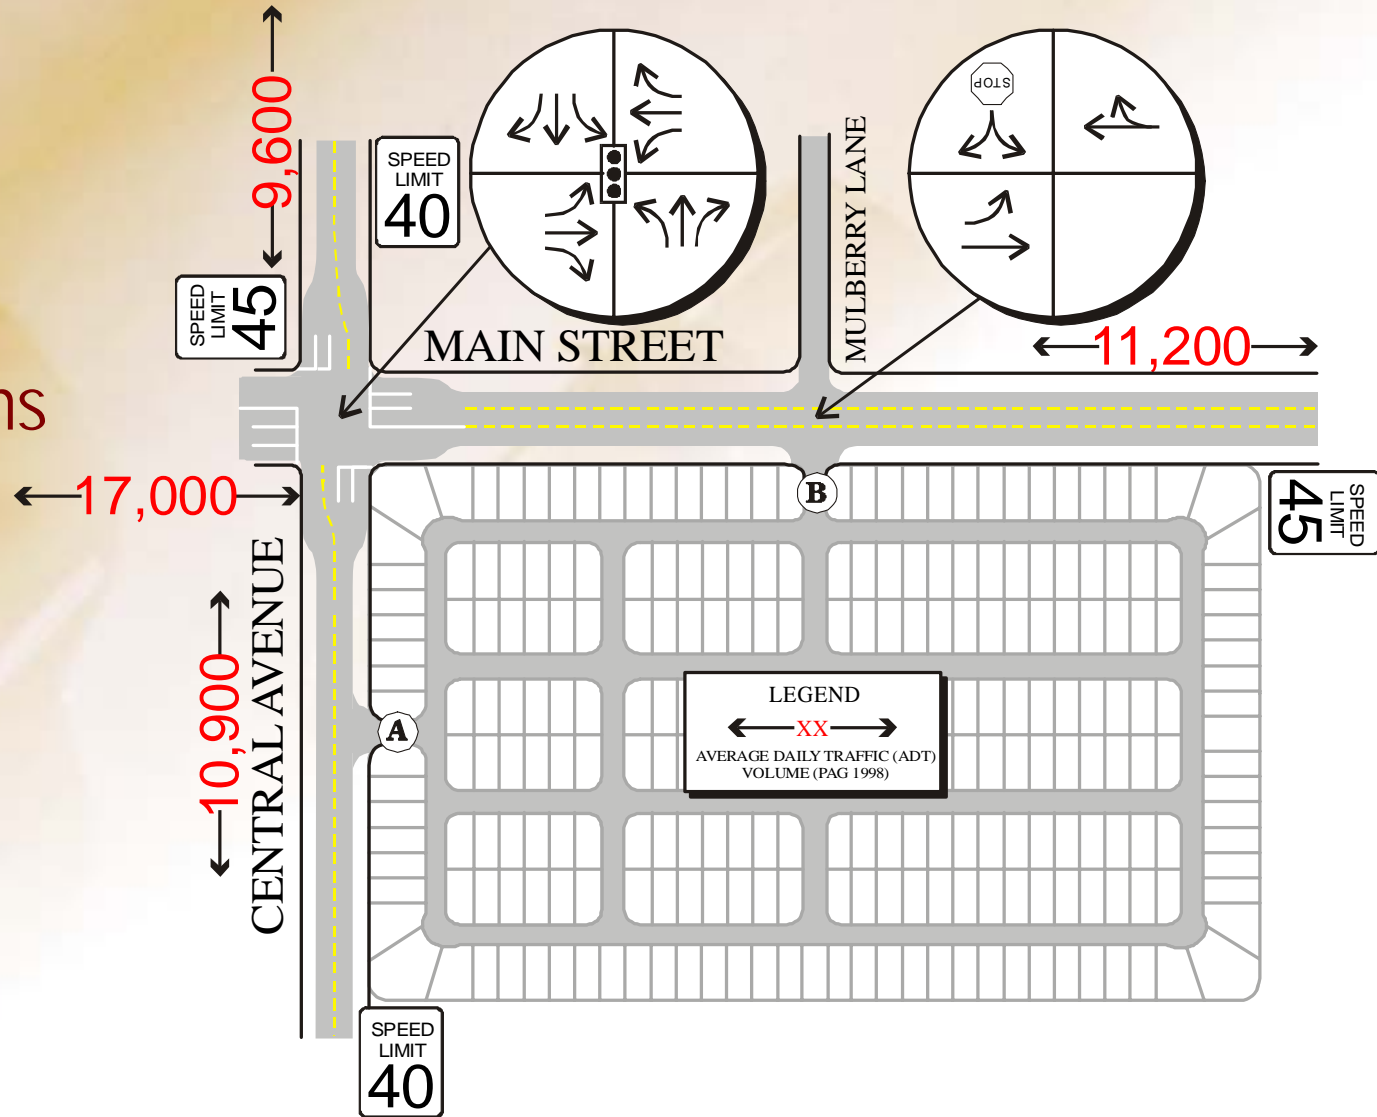 9,600
SPEED
LIMIT
40
STOP
MULBERRY LANE
SPEED
LIMIT
45
MAIN STREET
11,200
ns
17,000
B
SPEED
LIMIT
45
CENTRAL AVENUE
10,900
A
LEGEND
XX
AVERAGE DAILY TRAFFIC (ADT)
VOLUME (PAG 1998)
SPEED
LIMIT
40